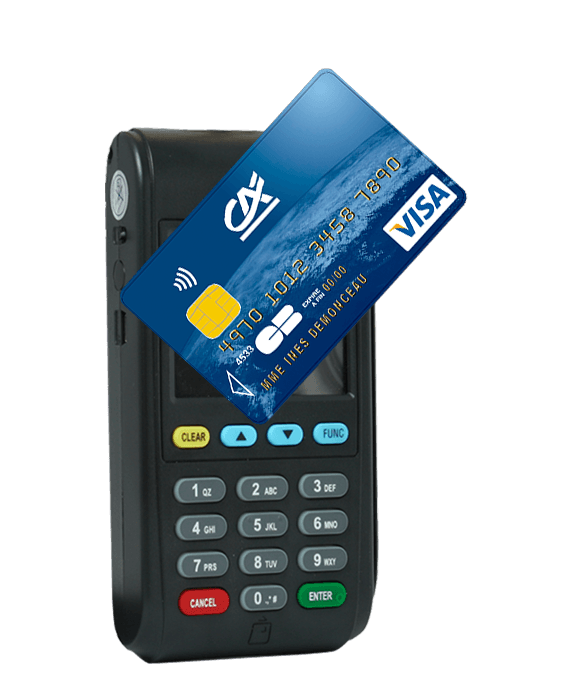 CA
4970 1012 3458 7890
VISA
4533
CB
EXPIRE
A FIN 00/00
MME INES DEMONCEAU
CLEAR ▲ ▼ FUNC
1 QZ 2 ABC 3 DEF
4 GHI 5 JKL 6 MNO
7 PRS 8 TUV 9 WXY
CANCEL 0 .,*# ENTER